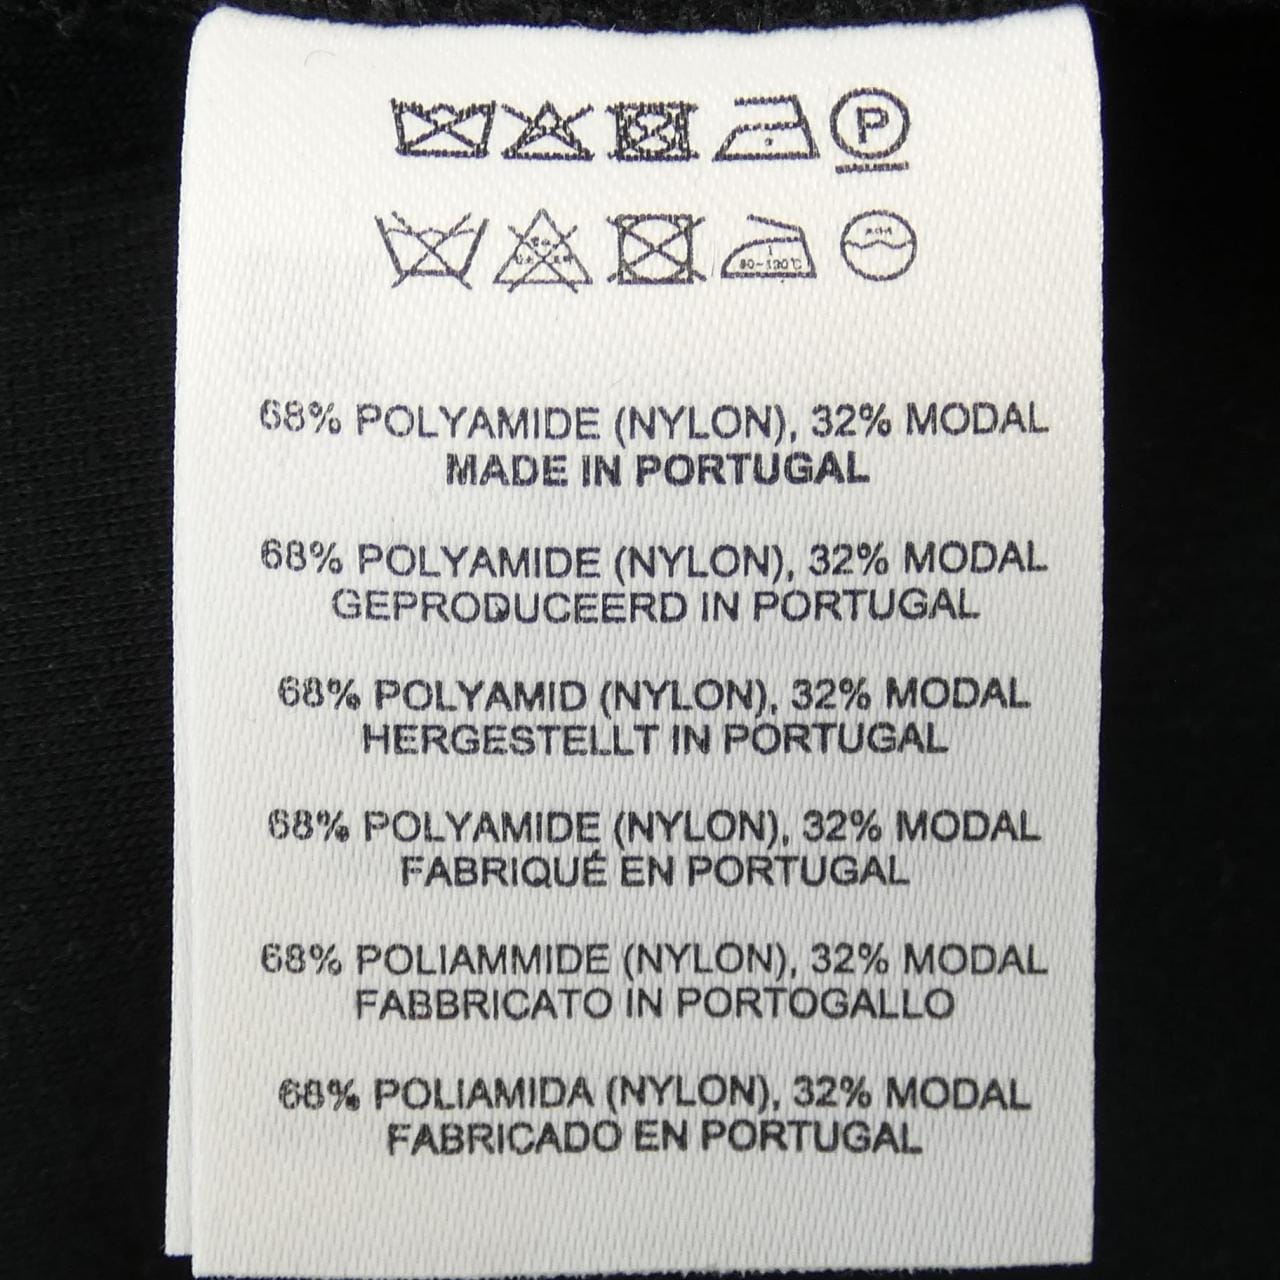 P
80-120℃
68% POLYAMIDE (NYLON), 32% MODAL
MADE IN PORTUGAL
68% POLYAMIDE (NYLON), 32% MODAL
GEPRODUCEERD IN PORTUGAL
68% POLYAMID (NYLON), 32% MODAL
HERGESTELLT IN PORTUGAL
68% POLYAMIDE (NYLON), 32% MODAL
FABRIQUÉ EN PORTUGAL
68% POLIAMMIDE (NYLON), 32% MODAL
FABBRICATO IN PORTOGALLO
68% POLIAMIDA (NYLON), 32% MODAL
FABRICADO EN PORTUGAL